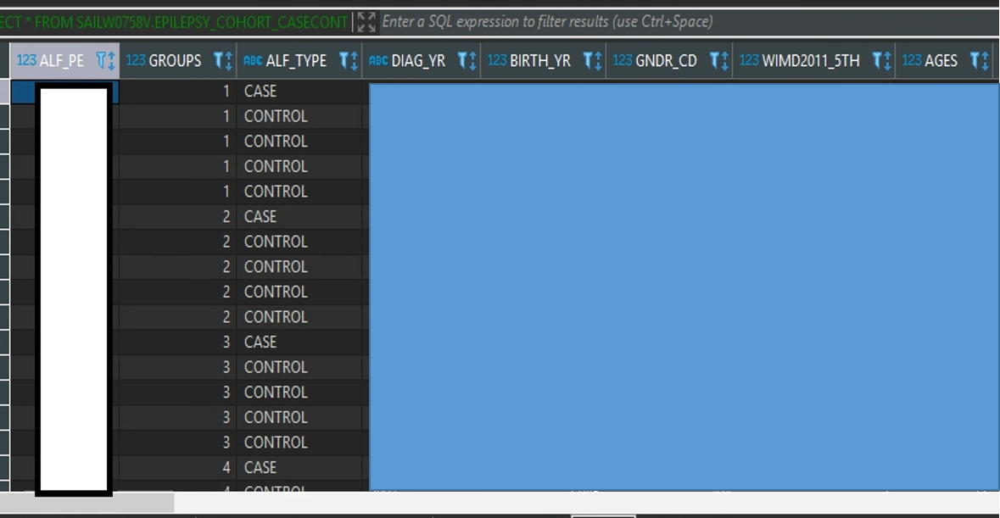 ECT * FROM SAILW0758V.EPILEPSY_COHORT_CASECONT Enter a SQL expression to filter results (use Ctrl+Space)
123 ALF_PE 123 GROUPS ABC ALF_TYPE ABC DIAG_YR 123 BIRTH_YR 123 GNDR_CD 123 WIMD2011_5TH 123 AGES
1 CASE
1 CONTROL
1 CONTROL
1 CONTROL
1 CONTROL
2 CASE
2 CONTROL
2 CONTROL
2 CONTROL
2 CONTROL
3 CASE
3 CONTROL
3 CONTROL
3 CONTROL
3 CONTROL
4 CASE
4 CONTROL